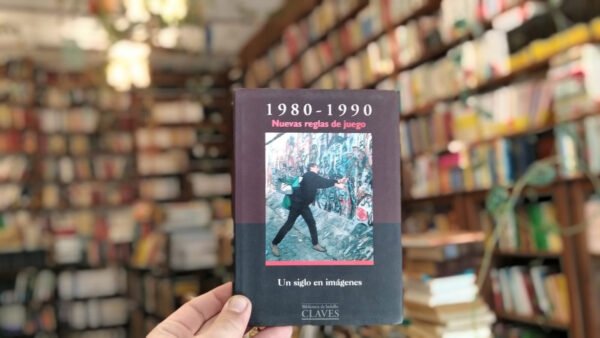 1980-1990
Nuevas reglas de juego
Un siglo en imágenes
Biblioteca de bolsillo
CLAVES